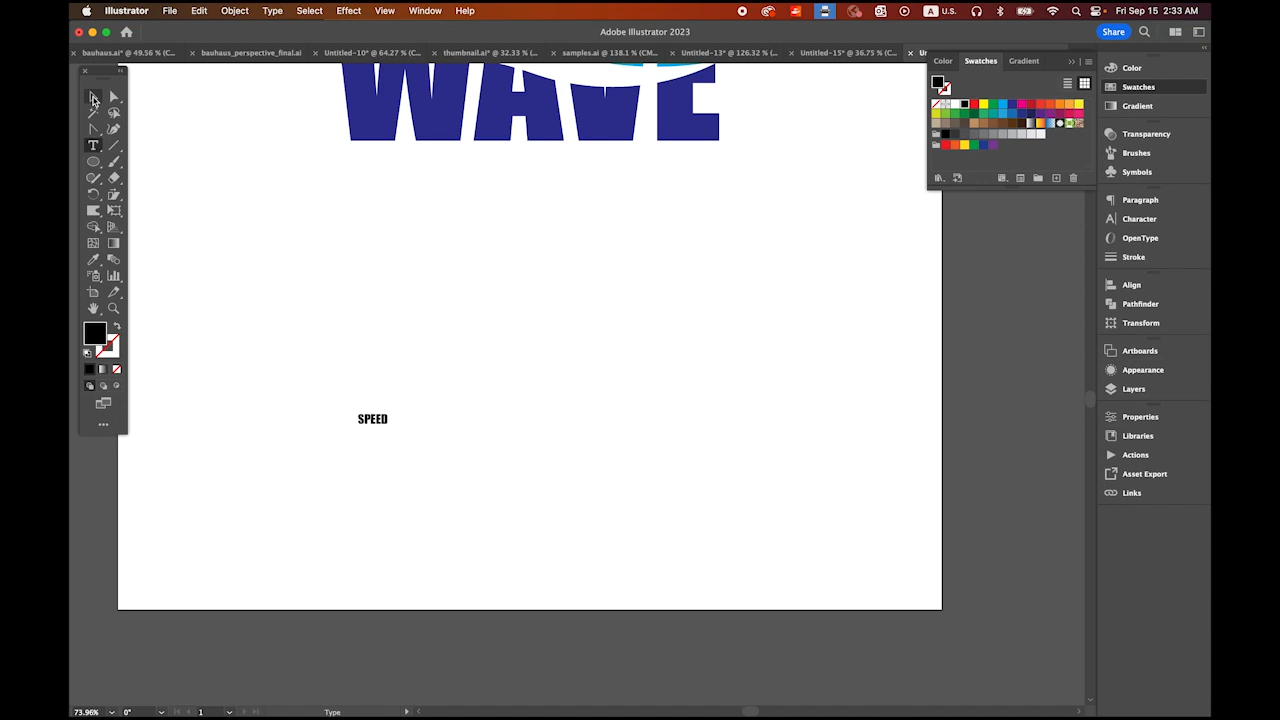 Illustrator File Edit Object Type Select Effect View Window Help
A U.S. Fri Sep 15 2:33 AM
Adobe Illustrator 2023
Share
bauhaus.ai* @ 49.56 % (C...
bauhaus_perspective_final.ai
Untitled-10* @ 64.27 % (C...
thumbnail.ai* @ 32.33 % (...
samples.ai @ 138.1 % (CM...
Untitled-13* @ 126.32 % (...
Untitled-15* @ 36.75 % (...
Color Swatches Gradient
WAVE
SPEED
Color
Swatches
Gradient
Transparency
Brushes
Symbols
Paragraph
Character
OpenType
Stroke
Align
Pathfinder
Transform
Artboards
Appearance
Layers
Properties
Libraries
Actions
Asset Export
Links
73.96% 0° 1 Type